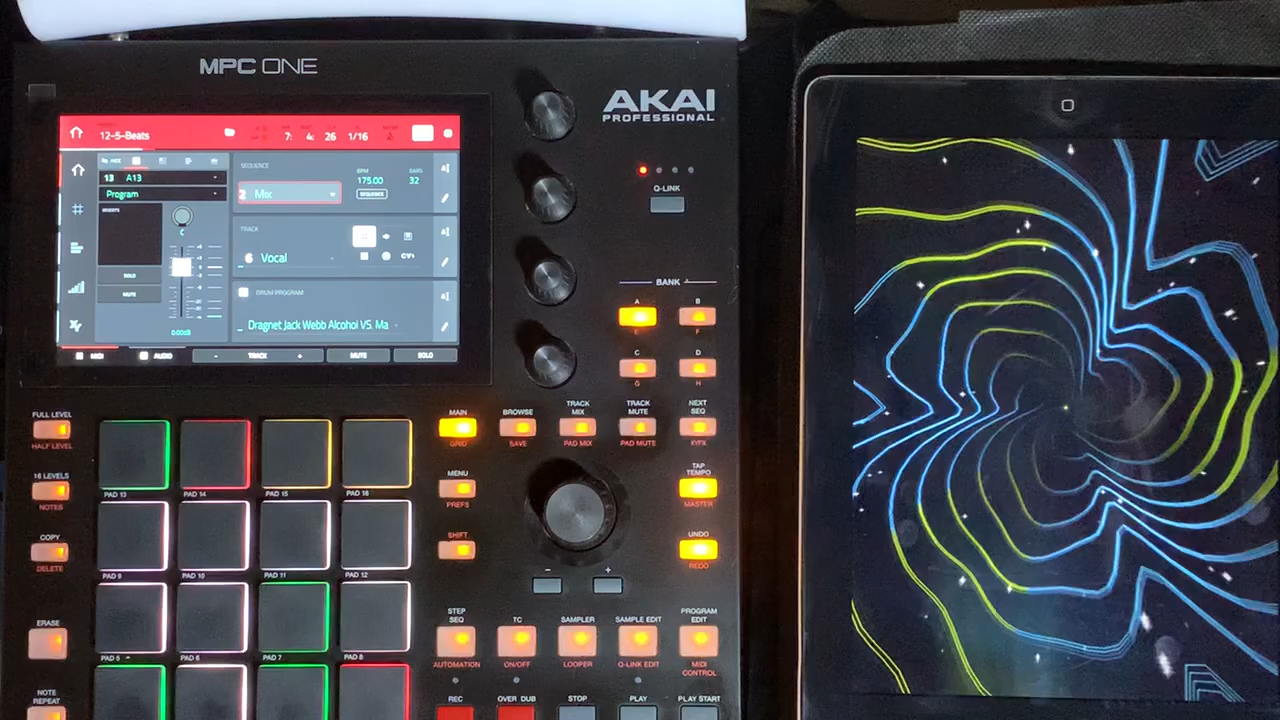 MPC ONE
AKAI
PROFESSIONAL
12-5-Beats
7: 4: 26 1/16
13 A13
Program
INSERTS
SOLO
MUTE
0.00dB
SEQUENCE
2 Mix
BPM
175.00
BARS
32
SEQUENCE
TRACK
6 Vocal
CV
DRUM PROGRAM
Dragnet Jack Webb Alcohol VS. Ma
MIDI
AUDIO
- TRACK +
MUTE
SOLO
Q-LINK
BANK
A
B
E
F
C
D
G
H
FULL LEVEL
HALF LEVEL
16 LEVELS
NOTES
COPY
DELETE
ERASE
NOTE
REPEAT
PAD 13
PAD 14
PAD 15
PAD 16
PAD 9
PAD 10
PAD 11
PAD 12
PAD 5
PAD 6
PAD 7
PAD 8
MAIN
GRID
BROWSE
SAVE
TRACK
MIX
PAD MIX
TRACK
MUTE
PAD MUTE
NEXT
SEQ
XYFX
MENU
PREFS
TAP
TEMPO
MASTER
SHIFT
UNDO
REDO
- +
STEP
SEQ
AUTOMATION
TC
ON/OFF
SAMPLER
LOOPER
SAMPLE EDIT
Q-LINK EDIT
PROGRAM
EDIT
MIDI
CONTROL
REC
OVER DUB
STOP
PLAY
PLAY START